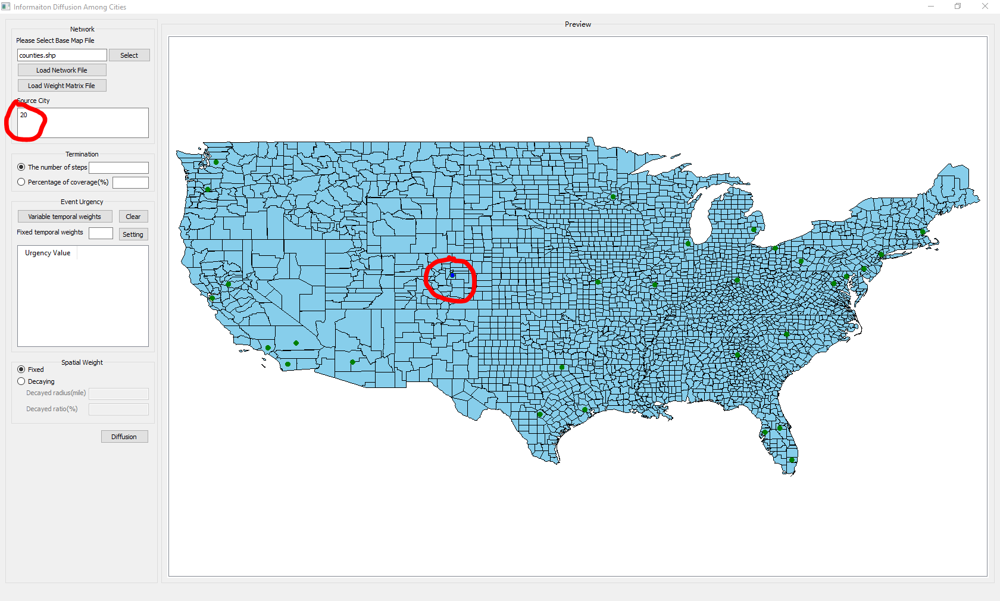 Informaiton Diffusion Among Cities
Network
Please Select Base Map File
counties.shp
Select
Load Network File
Load Weight Matrix File
Source City
20
Termination
The number of steps
Percentage of coverage(%)
Event Urgency
Variable temporal weights
Clear
Fixed temporal weights
Setting
Urgency Value
Spatial Weight
Fixed
Decaying
Decayed radius(mile)
Decayed ratio(%)
Diffusion
Preview